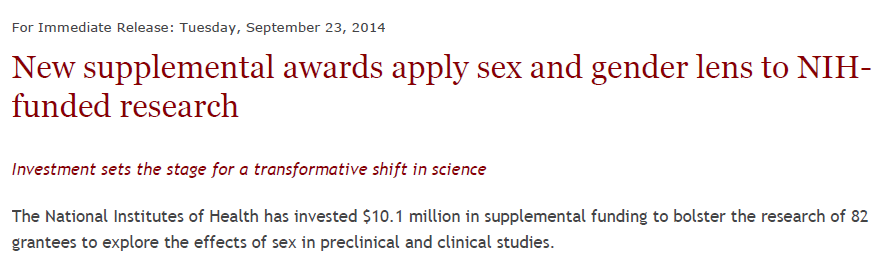 For Immediate Release: Tuesday, September 23, 2014
New supplemental awards apply sex and gender lens to NIH-
funded research
Investment sets the stage for a transformative shift in science
The National Institutes of Health has invested $10.1 million in supplemental funding to bolster the research of 82
grantees to explore the effects of sex in preclinical and clinical studies.